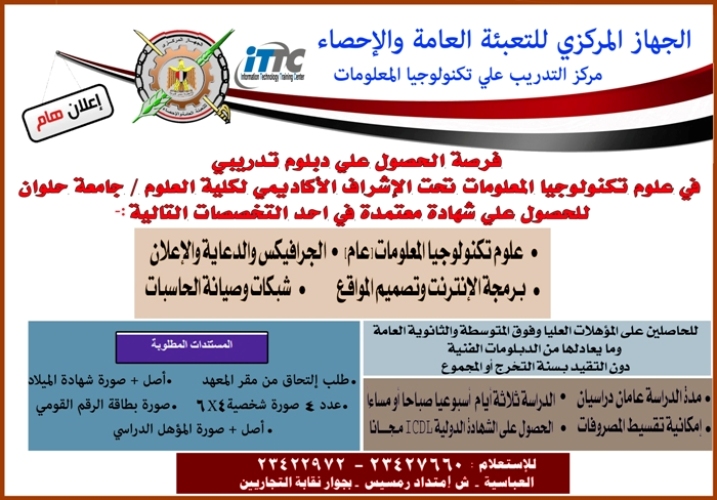 الجهاز المركزي للتعبئة العامة والإحصاء
مركز التدريب علي تكنولوجيا المعلومات
iTTC
Information Technology Training Center
إعلان هام
فرصة الحصول علي دبلوم تدريبي
في علوم تكنولوجيا المعلومات تحت الإشراف الأكاديمي لكلية العلوم / جامعة حلوان
للحصول علي شهادة معتمدة في احد التخصصات التالية :-
• علوم تكنولوجيا المعلومات (عام) • الجرافيكس والدعاية والإعلان
• برمجة الإنترنت وتصميم المواقع • شبكات وصيانة الحاسبات
للحاصلين على المؤهلات العليا وفوق المتوسطة والثانوية العامة
وما يعادلها من الدبلومات الفنية
دون التقيد بسنة التخرج أو المجموع
• مدة الدراسة عامان دراسيان • الدراسة ثلاثة أيام أسبوعيا صباحا أو مساءا
• إمكانية تقسيط المصروفات • الحصول على الشهادة الدولية ICDL مجانا
المستندات المطلوبة
• طلب إلتحاق من مقر المعهد • أصل + صورة شهادة الميلاد
• عدد ٤ صورة شخصية ٤X٦ • صورة بطاقة الرقم القومي
• أصل + صورة المؤهل الدراسي
للإستعلام : ٢٣٤٢٧٦٦٠ - ٢٣٤٢٢٩٧٢
العباسية - ش إمتداد رمسيس - بجوار نقابة التجاريين